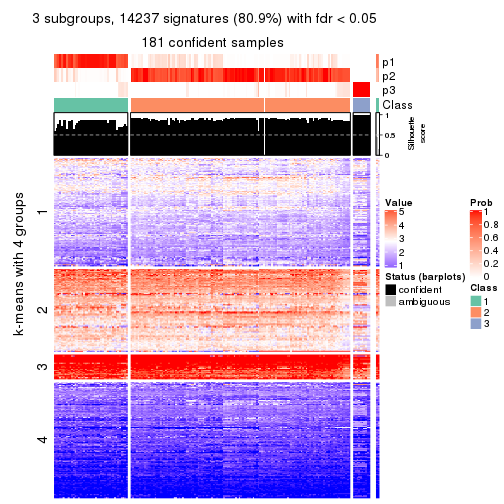 3 subgroups, 14237 signatures (80.9%) with fdr < 0.05
181 confident samples
p1
p2
p3
Class
1
0.5
0
Silhouette
score
k-means with 4 groups
1
2
3
4
Value
5
4
3
2
1
Status (barplots)
confident
ambiguous
Prob
1
0.8
0.6
0.4
0.2
0
Class
1
2
3